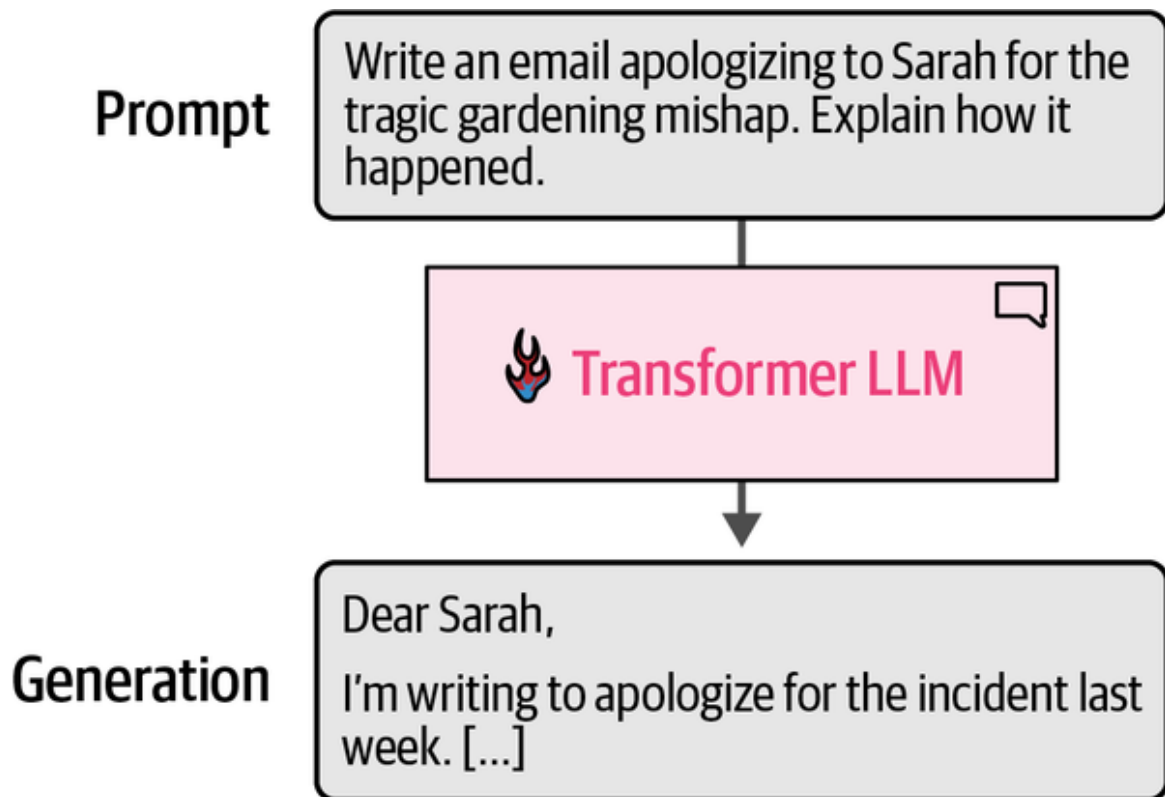 Prompt
Write an email apologizing to Sarah for the
tragic gardening mishap. Explain how it
happened.
Transformer LLM
Generation
Dear Sarah,
I'm writing to apologize for the incident last
week. [...]